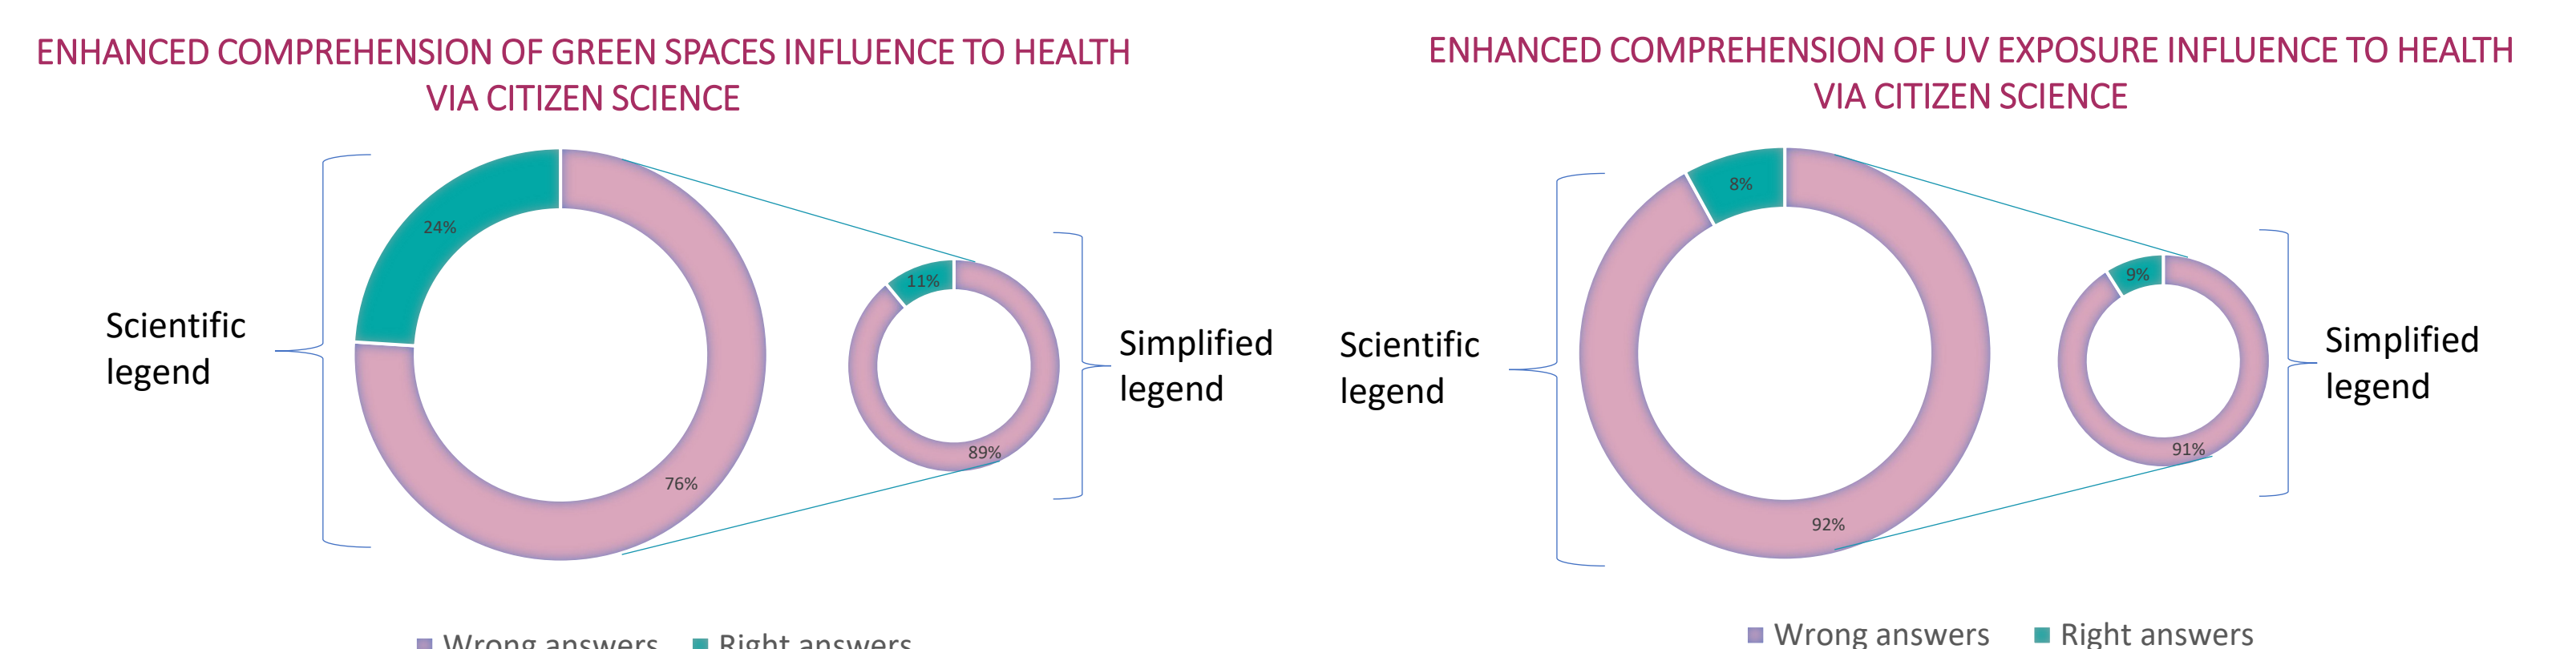 ENHANCED COMPREHENSION OF GREEN SPACES INFLUENCE TO HEALTH
VIA CITIZEN SCIENCE
24%
11%
Scientific
legend
Simplified
legend
89%
76%
Wrong answers Right answers
ENHANCED COMPREHENSION OF UV EXPOSURE INFLUENCE TO HEALTH
VIA CITIZEN SCIENCE
8%
9%
Scientific
legend
Simplified
legend
91%
92%
Wrong answers Right answers